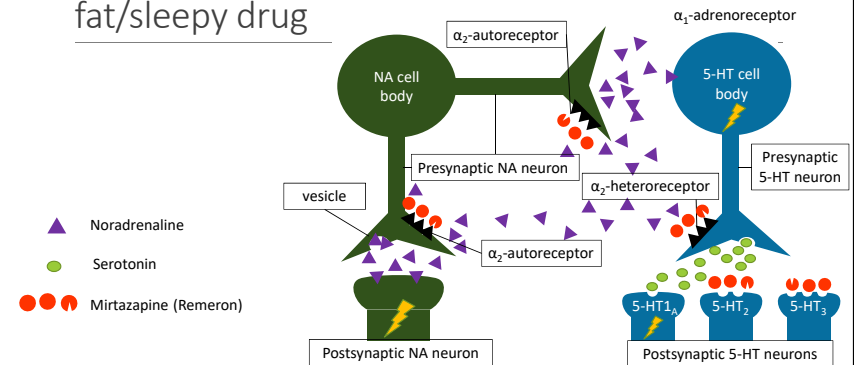 fat/sleepy drug
α₁-adrenoreceptor
α₂-autoreceptor
NA cell
body
5-HT cell
body
Presynaptic NA neuron
Presynaptic
5-HT neuron
α₂-heteroreceptor
vesicle
Noradrenaline
α₂-autoreceptor
Serotonin
Mirtazapine (Remeron)
5-HT1A
5-HT₂
5-HT₃
Postsynaptic NA neuron
Postsynaptic 5-HT neurons